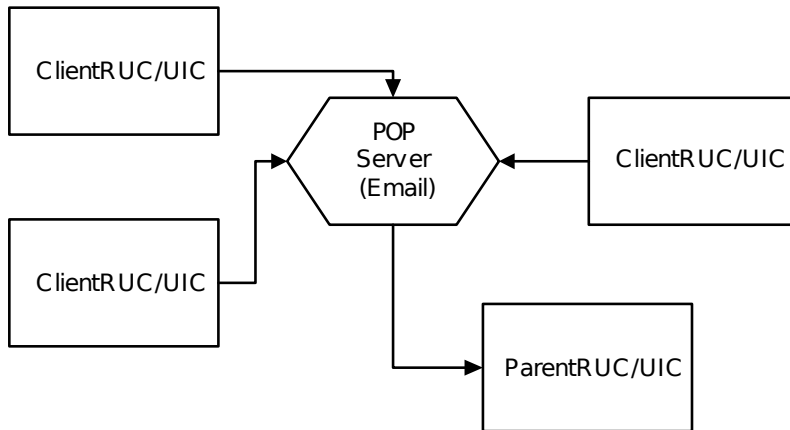 ClientRUC/UIC
POP
Server
(Email)
ClientRUC/UIC
ClientRUC/UIC
ParentRUC/UIC